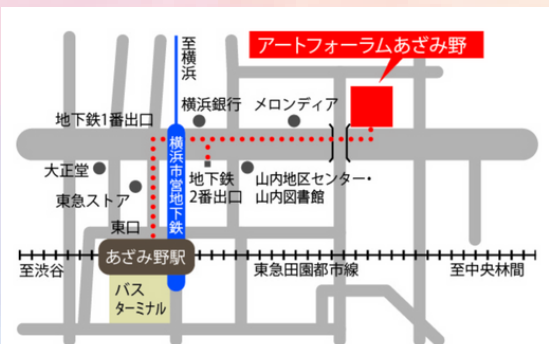 至横浜
アートフォーラムあざみ野
横浜銀行
メロンディア
地下鉄1番出口
横浜市営地下鉄
大正堂
地下鉄
2番出口
山内地区センター・
山内図書館
東急ストア
東口
あざみ野駅
至渋谷
東急田園都市線
至中央林間
バス
ターミナル